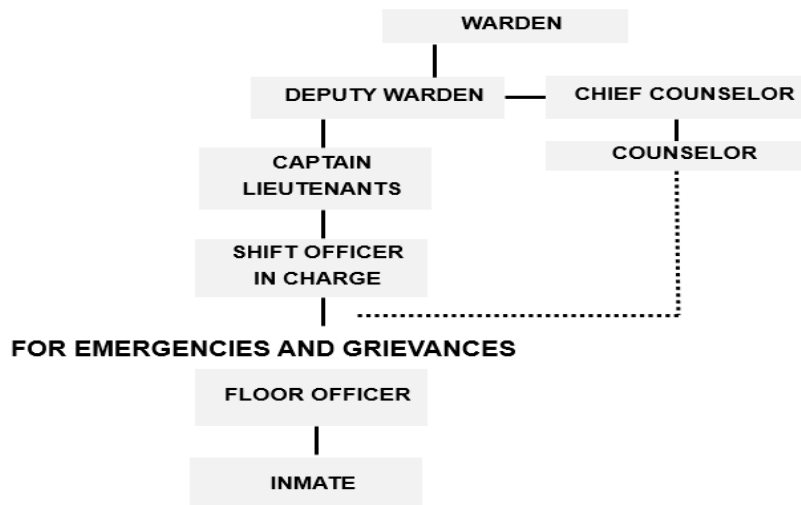 WARDEN
DEPUTY WARDEN
CHIEF COUNSELOR
CAPTAIN
LIEUTENANTS
COUNSELOR
SHIFT OFFICER
IN CHARGE
FOR EMERGENCIES AND GRIEVANCES
FLOOR OFFICER
INMATE